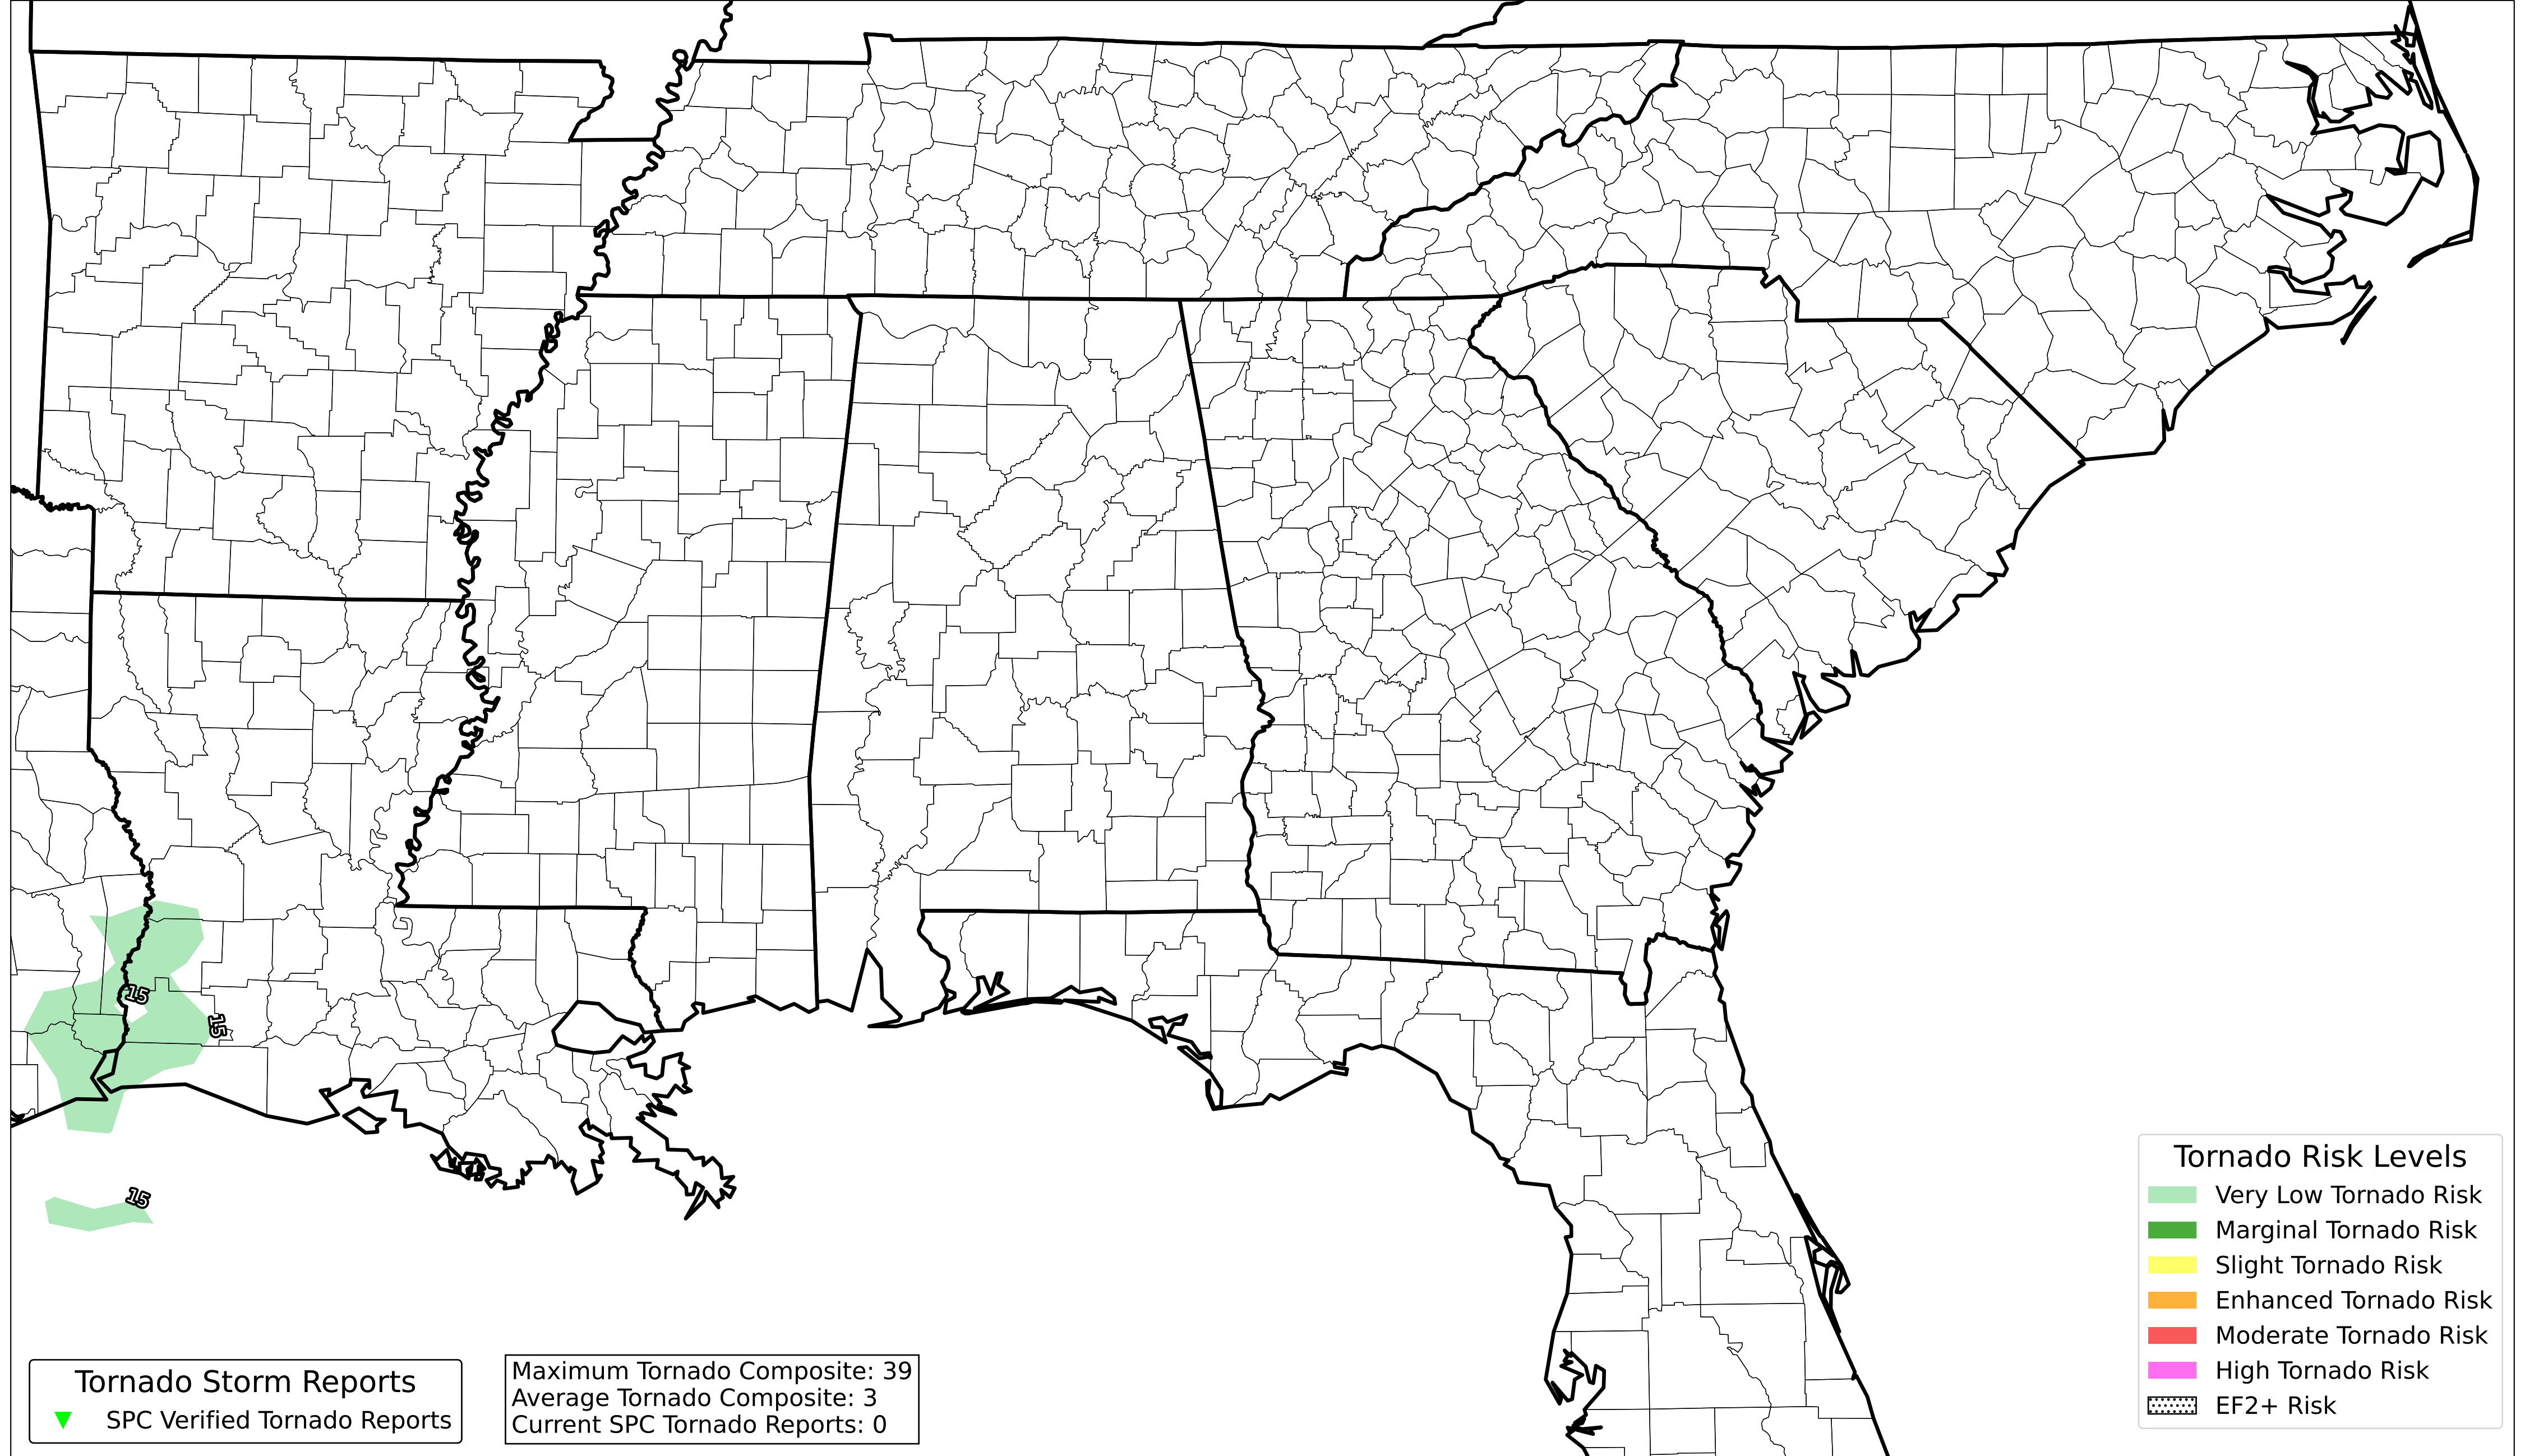 15
15
15
Tornado Storm Reports
SPC Verified Tornado Reports
Maximum Tornado Composite: 39
Average Tornado Composite: 3
Current SPC Tornado Reports: 0
Tornado Risk Levels
Very Low Tornado Risk
Marginal Tornado Risk
Slight Tornado Risk
Enhanced Tornado Risk
Moderate Tornado Risk
High Tornado Risk
EF2+ Risk